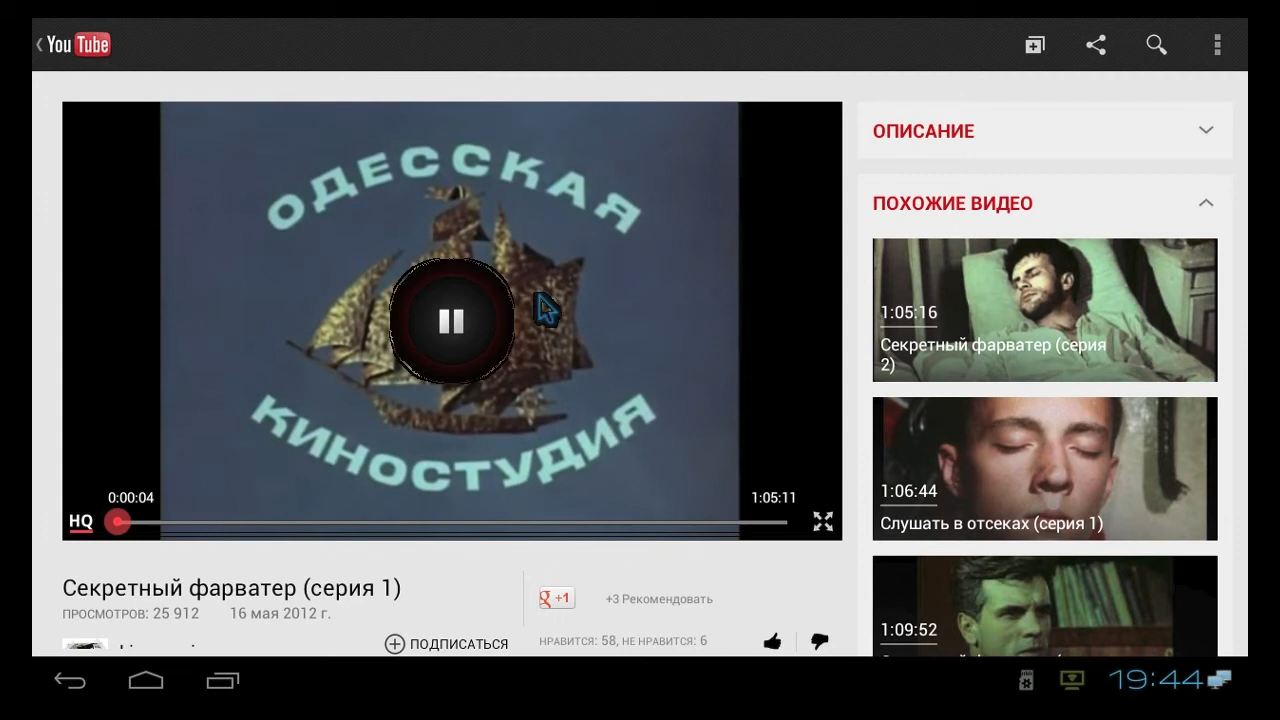 YouTube
ОДЕССКАЯ
КИНОСТУДИЯ
0:00:04
1:05:11
HQ
Секретный фарватер (серия 1)
ПРОСМОТРОВ: 25 912 16 мая 2012 г.
g +1
+3 Рекомендовать
ПОДПИСАТЬСЯ
НРАВИТСЯ: 58, НЕ НРАВИТСЯ: 6
ОПИСАНИЕ
ПОХОЖИЕ ВИДЕО
1:05:16
Секретный фарватер (серия
2)
1:06:44
Слушать в отсеках (серия 1)
1:09:52
19:44